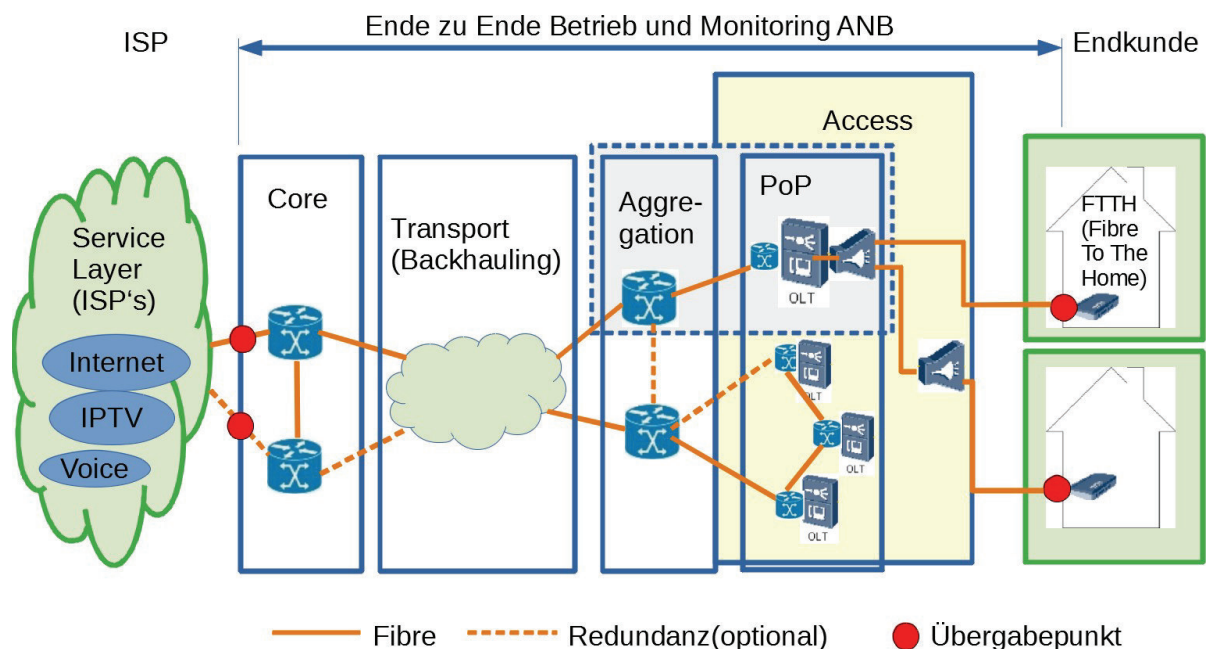 Ende zu Ende Betrieb und Monitoring ANB
ISP
Endkunde
Access
Core
Transport
(Backhauling)
Aggre-
gation
PoP
OLT
Service
Layer
(ISP‘s)
Internet
IPTV
Voice
FTTH
(Fibre
To The
Home)
OLT
OLT
OLT
Fibre
Redundanz(optional)
Übergabepunkt